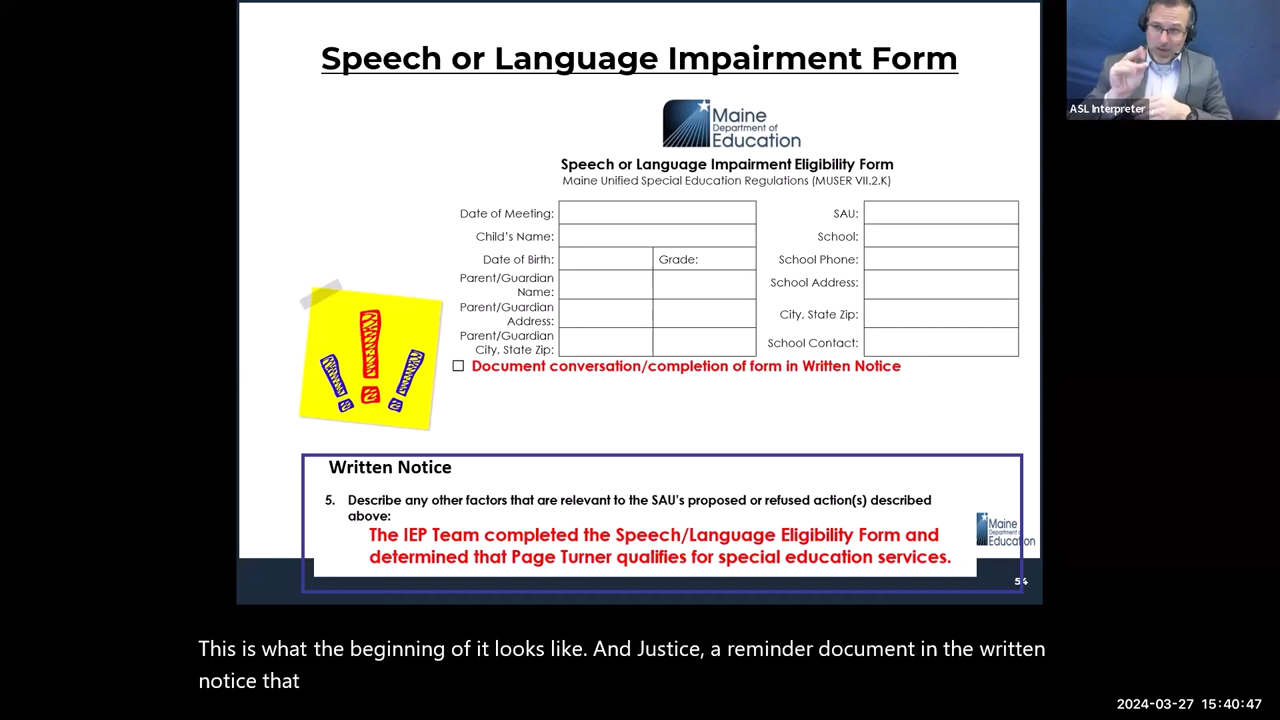 Speech or Language Impairment Form
Maine
Department of
Education
Speech or Language Impairment Eligibility Form
Maine Unified Special Education Regulations (MUSER VII.2.K)
Date of Meeting:
SAU:
Child's Name:
School:
Date of Birth:
Grade:
School Phone:
Parent/Guardian
Name:
School Address:
Parent/Guardian
Address:
City, State Zip:
Parent/Guardian
City, State Zip:
School Contact:
☐ Document conversation/completion of form in Written Notice
Written Notice
5. Describe any other factors that are relevant to the SAU's proposed or refused action(s) described
above:
The IEP Team completed the Speech/Language Eligibility Form and
determined that Page Turner qualifies for special education services.
Maine
Department of
Education
54
ASL Interpreter
This is what the beginning of it looks like. And Justice, a reminder document in the written
notice that
2024-03-27 15:40:47